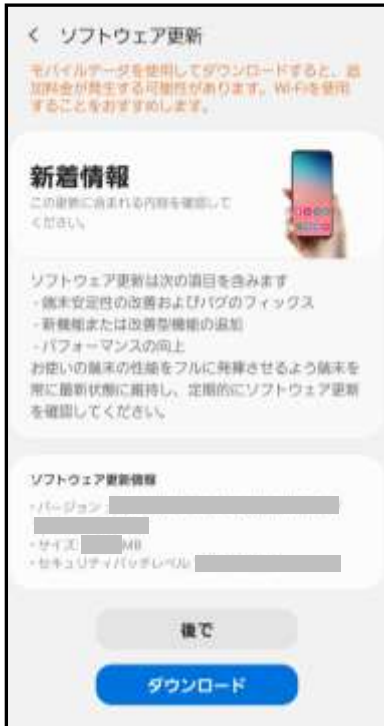 < ソフトウェア更新
モバイルデータを使用してダウンロードすると、追
加料金が発生する可能性があります。Wi-Fiを使用
することをおすすめします。
新着情報
この更新に含まれる内容を確認して
ください。
ソフトウェア更新は次の項目を含みます
- 端末安定性の改善およびバグのフィックス
- 新機能または改善型機能の追加
- パフォーマンスの向上
お使いの端末の性能をフルに発揮させるよう端末を
常に最新状態に維持し、定期的にソフトウェア更新
を確認してください。
ソフトウェア更新情報
・バージョン:
・サイズ: MB
・セキュリティパッチレベル:
後で
ダウンロード